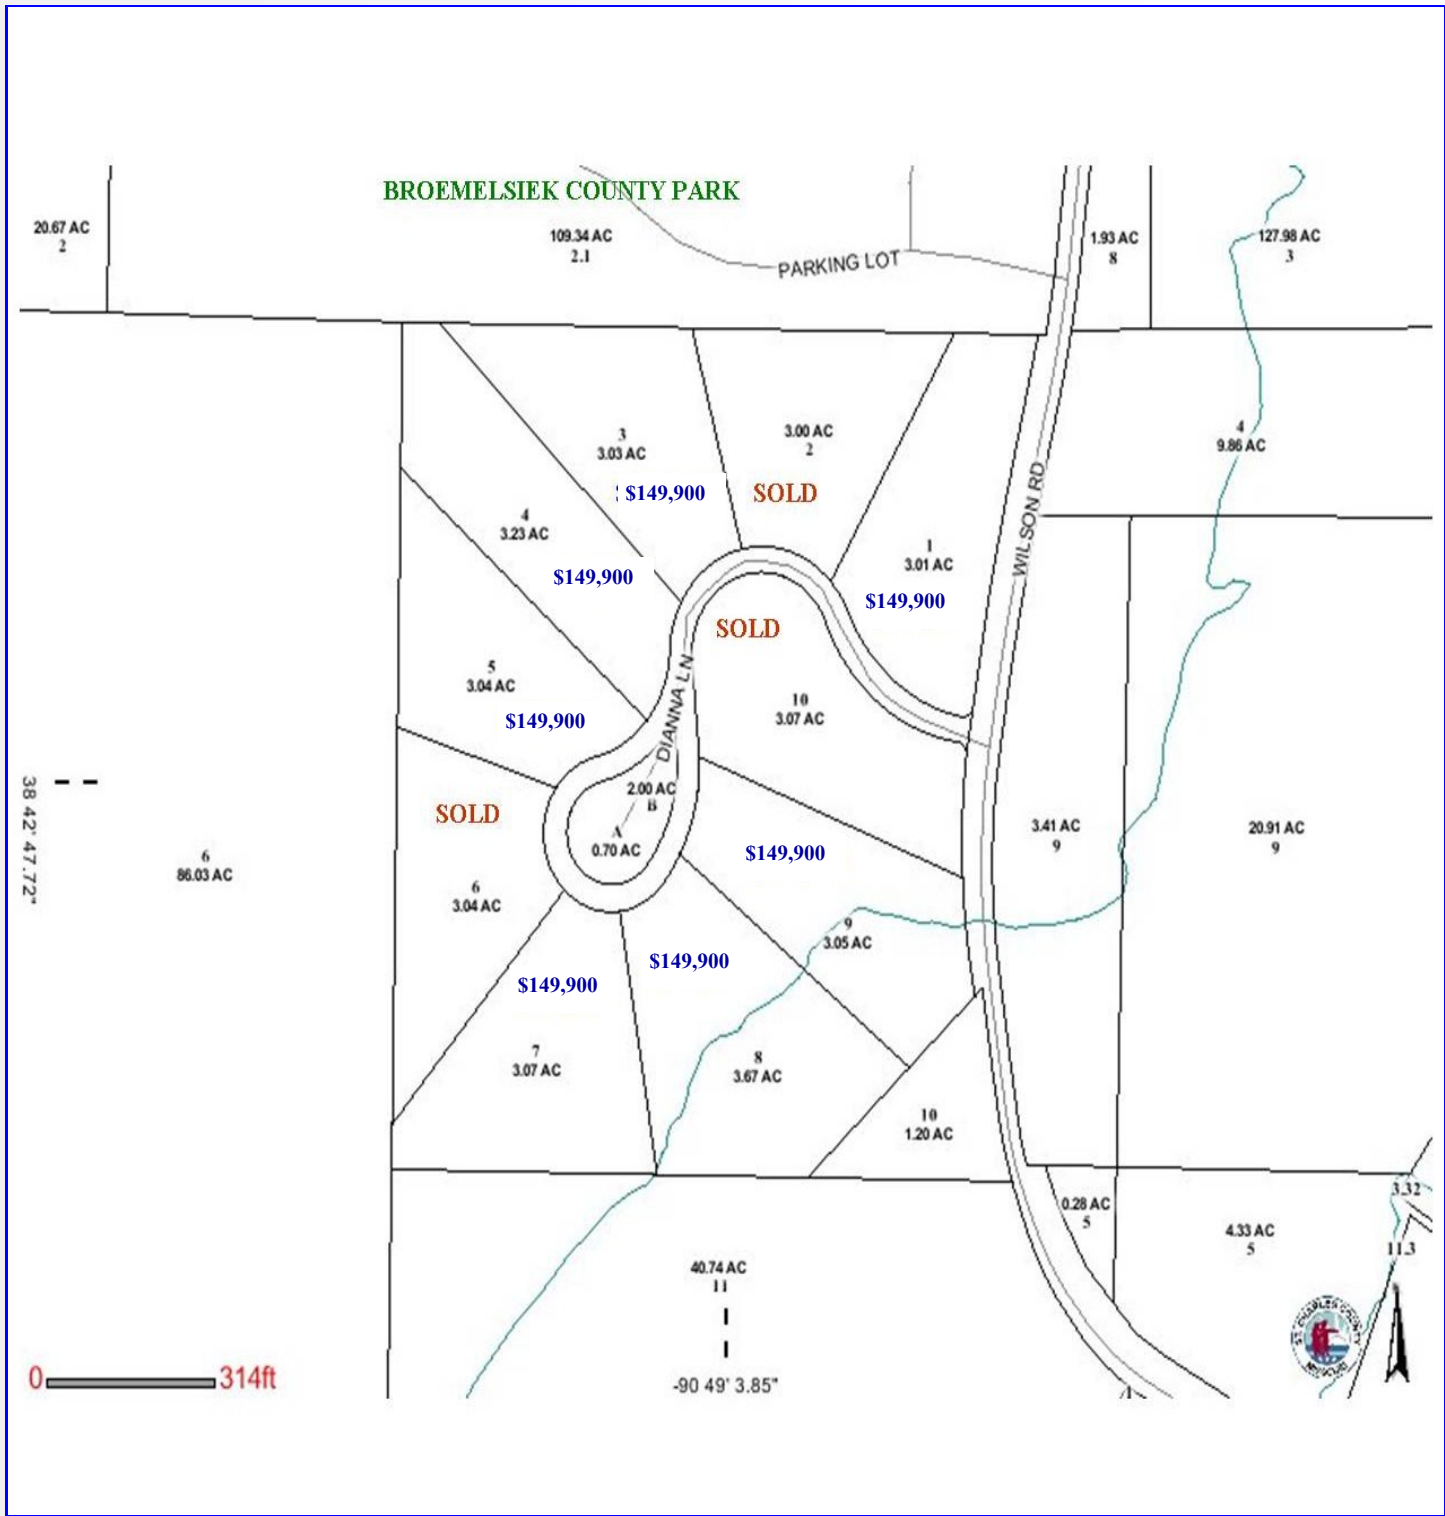 BROEMELSIEK COUNTY PARK
20.67 AC
2
109.34 AC
2.1
PARKING LOT
1.93 AC
8
127.98 AC
3
3
3.03 AC
$149,900
3.00 AC
2
SOLD
4
9.86 AC
WILSON RD
4
3.23 AC
$149,900
1
3.01 AC
$149,900
SOLD
5
3.04 AC
$149,900
DIANNA LN
10
3.07 AC
38 42' 47.72"
2.00 AC
B
A
0.70 AC
SOLD
6
86.03 AC
6
3.04 AC
$149,900
3.41 AC
9
20.91 AC
9
9
3.05 AC
$149,900
$149,900
7
3.07 AC
8
3.67 AC
10
1.20 AC
0.28 AC
5
4.33 AC
5
3.32
11.3
40.74 AC
11
-90 49' 3.85"
0
314ft
ST. CHARLES COUNTY
MISSOURI
1